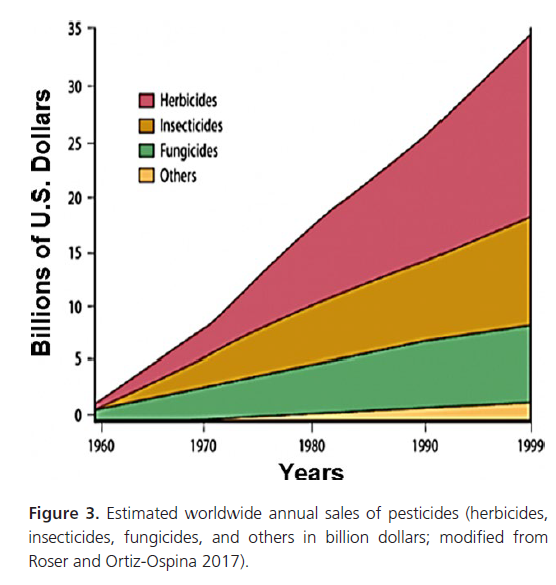 35
30
25
20
15
10
5
0
Billions of U.S. Dollars
Herbicides
Insecticides
Fungicides
Others
1960 1970 1980 1990 1999
Years
Figure 3. Estimated worldwide annual sales of pesticides (herbicides,
insecticides, fungicides, and others in billion dollars; modified from
Roser and Ortiz-Ospina 2017).